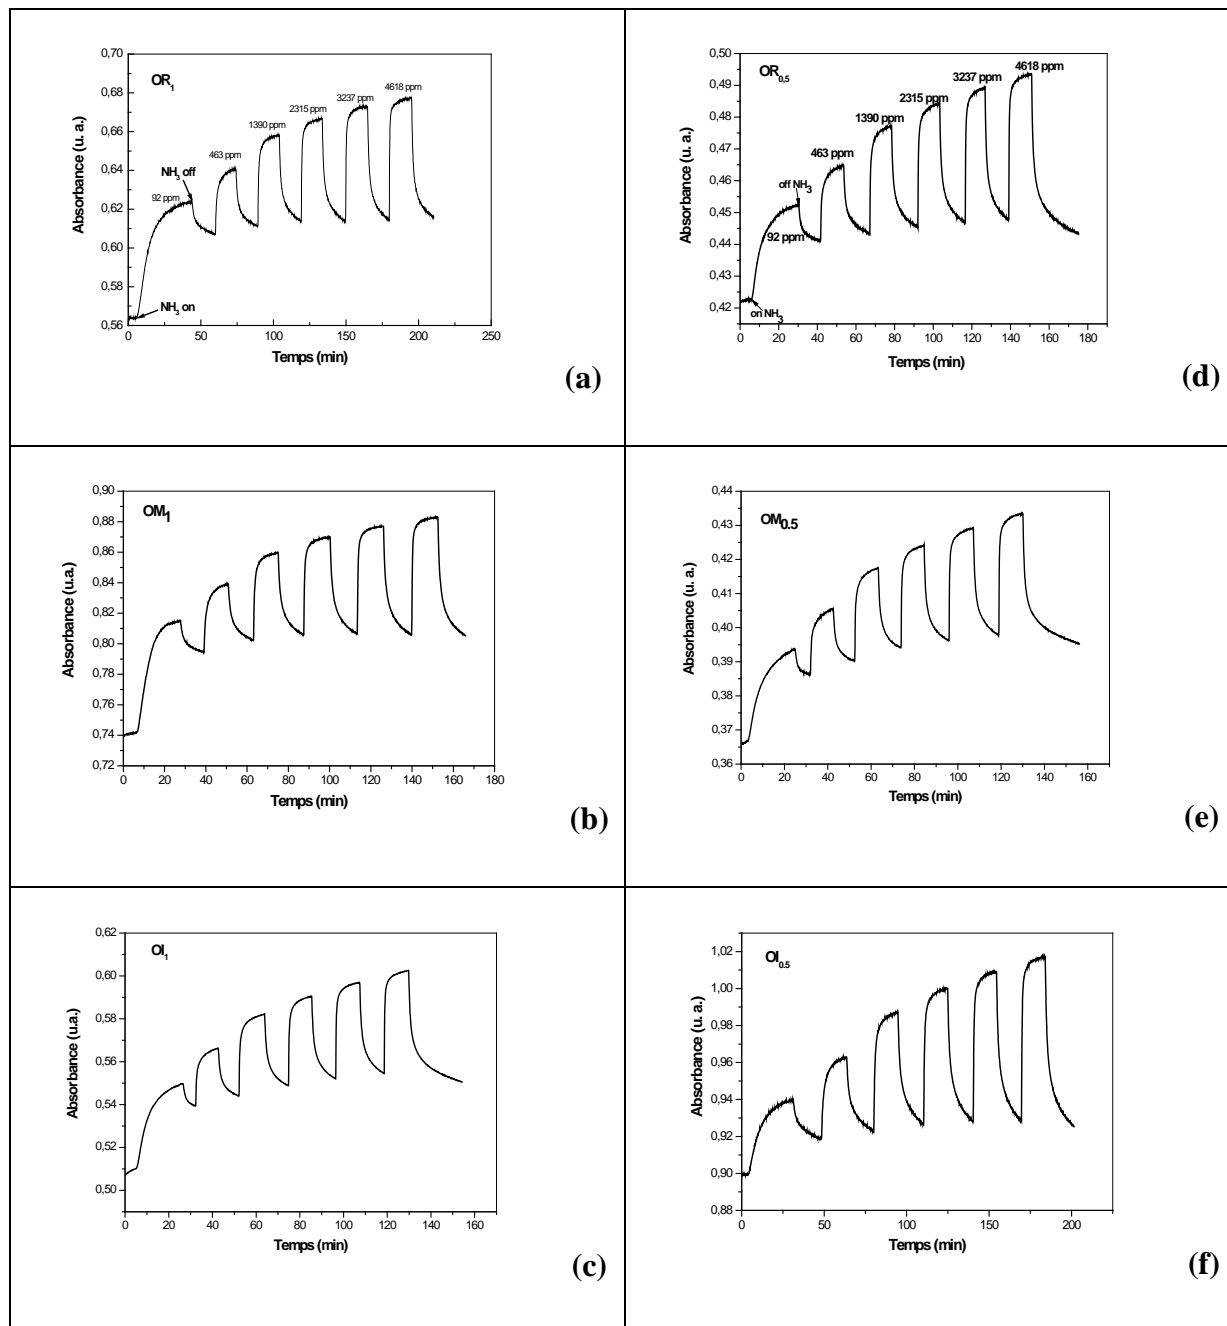 0,70
0,68
0,66
0,64
0,62
0,60
0,58
0,56
Absorbance (u. a.)
OR1
92 ppm
463 ppm
1390 ppm
2315 ppm
3237 ppm
4618 ppm
NH3 off
NH3 on
0 50 100 150 200 250
Temps (min)
(a)
0,50
0,49
0,48
0,47
0,46
0,45
0,44
0,43
0,42
Absorbance (u. a.)
OR0,5
92 ppm
463 ppm
1390 ppm
2315 ppm
3237 ppm
4618 ppm
off NH3
on NH3
0 20 40 60 80 100 120 140 160 180
Temps (min)
(d)
0,90
0,88
0,86
0,84
0,82
0,80
0,78
0,76
0,74
0,72
Absorbance (u.a.)
OM1
0 20 40 60 80 100 120 140 160 180
Temps (min)
(b)
0,44
0,43
0,42
0,41
0,40
0,39
0,38
0,37
0,36
Absorbance (u. a.)
OM0.5
0 20 40 60 80 100 120 140 160
Temps (min)
(e)
0,62
0,60
0,58
0,56
0,54
0,52
0,50
Absorbance (u.a.)
OI1
0 20 40 60 80 100 120 140 160
Temps (min)
(c)
1,02
1,00
0,98
0,96
0,94
0,92
0,90
0,88
Absorbance (u. a.)
OI0.5
0 50 100 150 200
Temps (min)
(f)